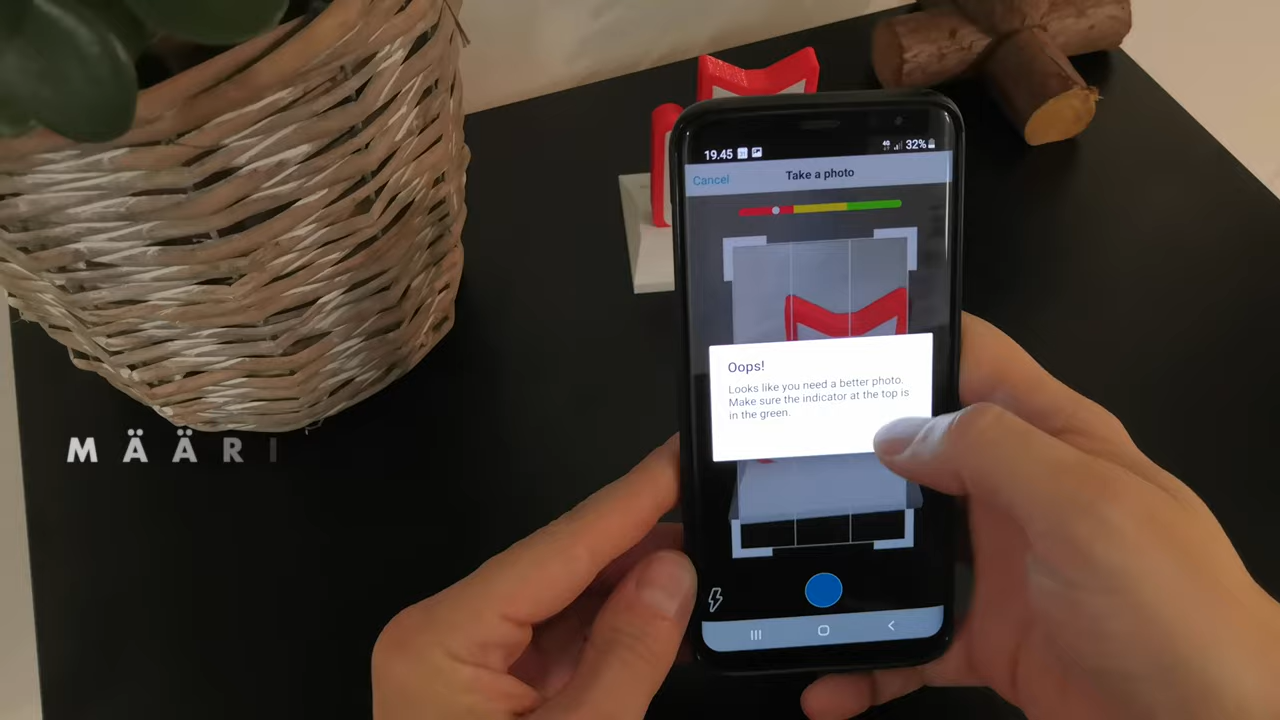 19.45
32%
Cancel
Take a photo
Oops!
Looks like you need a better photo.
Make sure the indicator at the top is
in the green.
M Ä Ä R I